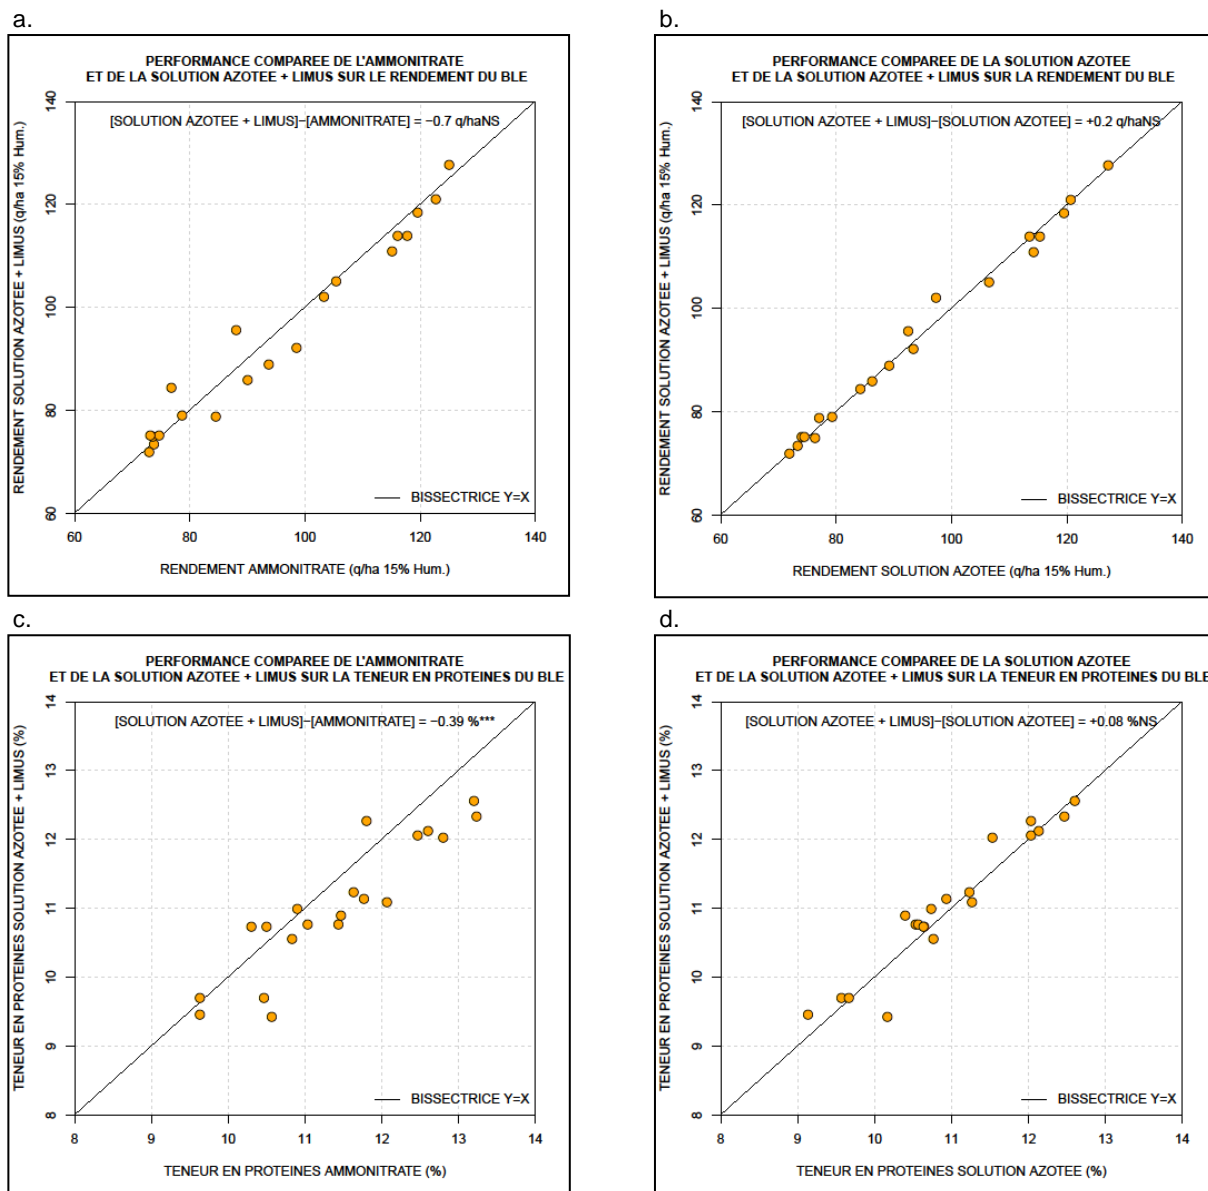 a.
PERFORMANCE COMPAREE DE L'AMMONITRATE
ET DE LA SOLUTION AZOTEE + LIMUS SUR LE RENDEMENT DU BLE
[SOLUTION AZOTEE + LIMUS]−[AMMONITRATE] = −0.7 q/haNS
RENDEMENT SOLUTION AZOTEE + LIMUS (q/ha 15% Hum.)
140
120
100
80
60
BISSECTRICE Y=X
60 80 100 120 140
RENDEMENT AMMONITRATE (q/ha 15% Hum.)
b.
PERFORMANCE COMPAREE DE LA SOLUTION AZOTEE
ET DE LA SOLUTION AZOTEE + LIMUS SUR LA RENDEMENT DU BLE
[SOLUTION AZOTEE + LIMUS]−[SOLUTION AZOTEE] = +0.2 q/haNS
RENDEMENT SOLUTION AZOTEE + LIMUS (q/ha 15% Hum.)
140
120
100
80
60
BISSECTRICE Y=X
60 80 100 120 140
RENDEMENT SOLUTION AZOTEE (q/ha 15% Hum.)
c.
PERFORMANCE COMPAREE DE L'AMMONITRATE
ET DE LA SOLUTION AZOTEE + LIMUS SUR LA TENEUR EN PROTEINES DU BLE
[SOLUTION AZOTEE + LIMUS]−[AMMONITRATE] = −0.39 %***
TENEUR EN PROTEINES SOLUTION AZOTEE + LIMUS (%)
14
13
12
11
10
9
8
BISSECTRICE Y=X
8 9 10 11 12 13 14
TENEUR EN PROTEINES AMMONITRATE (%)
d.
PERFORMANCE COMPAREE DE LA SOLUTION AZOTEE
ET DE LA SOLUTION AZOTEE + LIMUS SUR LA TENEUR EN PROTEINES DU BLE
[SOLUTION AZOTEE + LIMUS]−[SOLUTION AZOTEE] = +0.08 %NS
TENEUR EN PROTEINES SOLUTION AZOTEE + LIMUS (%)
14
13
12
11
10
9
8
BISSECTRICE Y=X
8 9 10 11 12 13 14
TENEUR EN PROTEINES SOLUTION AZOTEE (%)